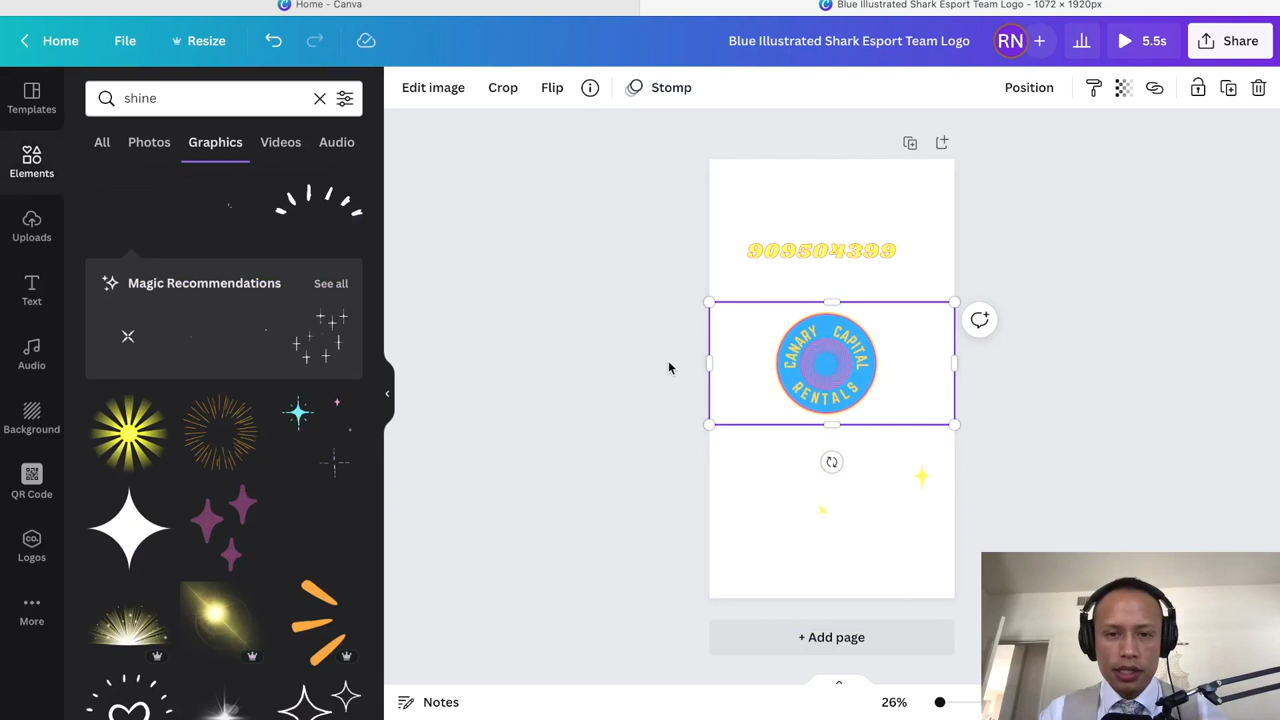 Home - Canva
Blue Illustrated Shark Esport Team Logo - 1072 × 1920px
Home
File
Resize
Blue Illustrated Shark Esport Team Logo
RN
5.5s
Share
Templates
Elements
Uploads
Text
Audio
Background
QR Code
Logos
More
shine
All
Photos
Graphics
Videos
Audio
Magic Recommendations
See all
Edit image
Crop
Flip
Stomp
Position
909504399
CANARY CAPITAL
RENTALS
+ Add page
Notes
26%